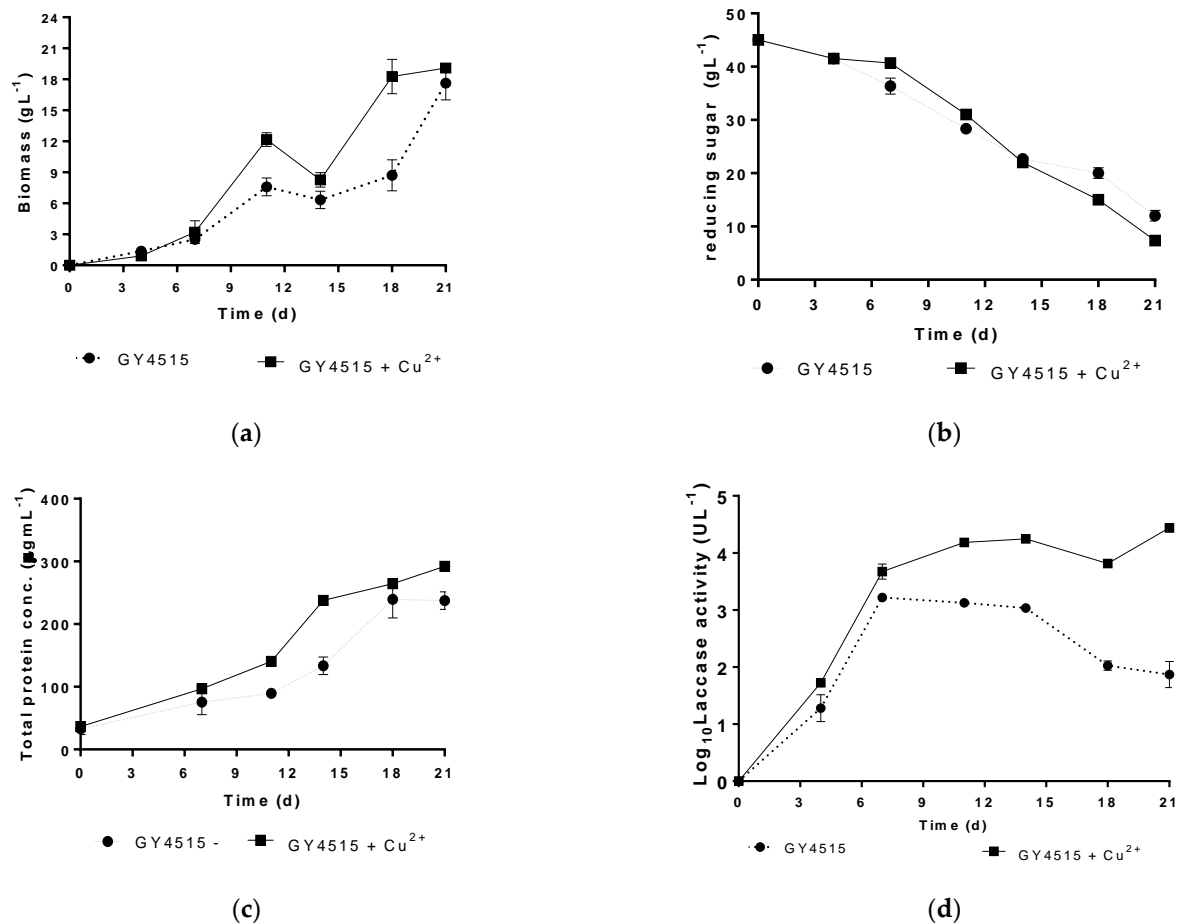 24
21
18
15
12
9
6
3
0
Biomass (gL⁻¹)
0 3 6 9 12 15 18 21
Time (d)
GY4515 GY4515 + Cu²⁺
(a)
50
40
30
20
10
0
reducing sugar (gL⁻¹)
0 3 6 9 12 15 18 21
Time (d)
GY4515 GY4515 + Cu²⁺
(b)
400
300
200
100
0
Total protein conc. (µgmL⁻¹)
0 3 6 9 12 15 18 21
Time (d)
GY4515 - GY4515 + Cu²⁺
(c)
5
4
3
2
1
0
Log₁₀Laccase activity (UL⁻¹)
0 3 6 9 12 15 18 21
Time (d)
GY4515 GY4515 + Cu²⁺
(d)